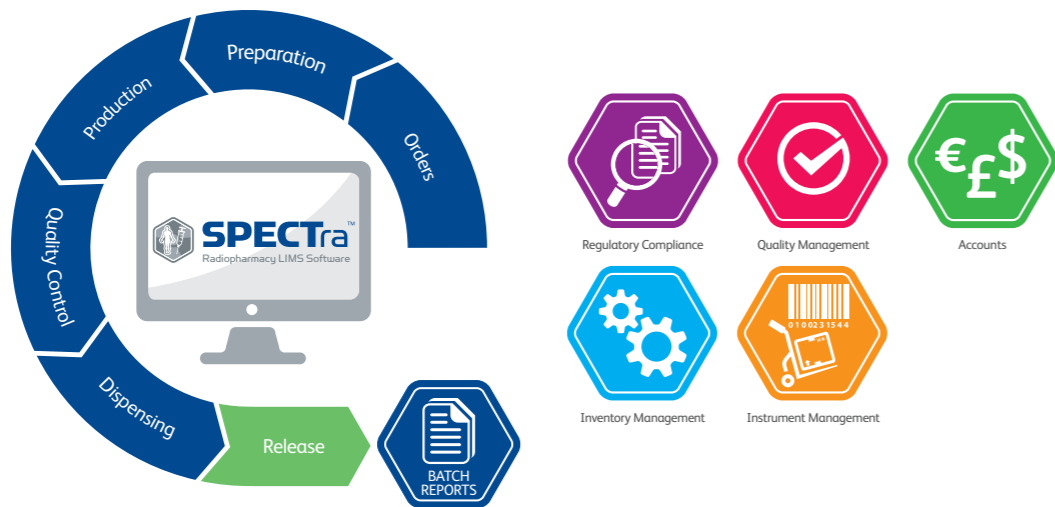 Preparation
Production
Orders
Quality Control
SPECTra™
Radiopharmacy LIMS Software
Dispensing
Release
BATCH
REPORTS
€£$
Regulatory Compliance
Quality Management
Accounts
0100231544
Inventory Management
Instrument Management